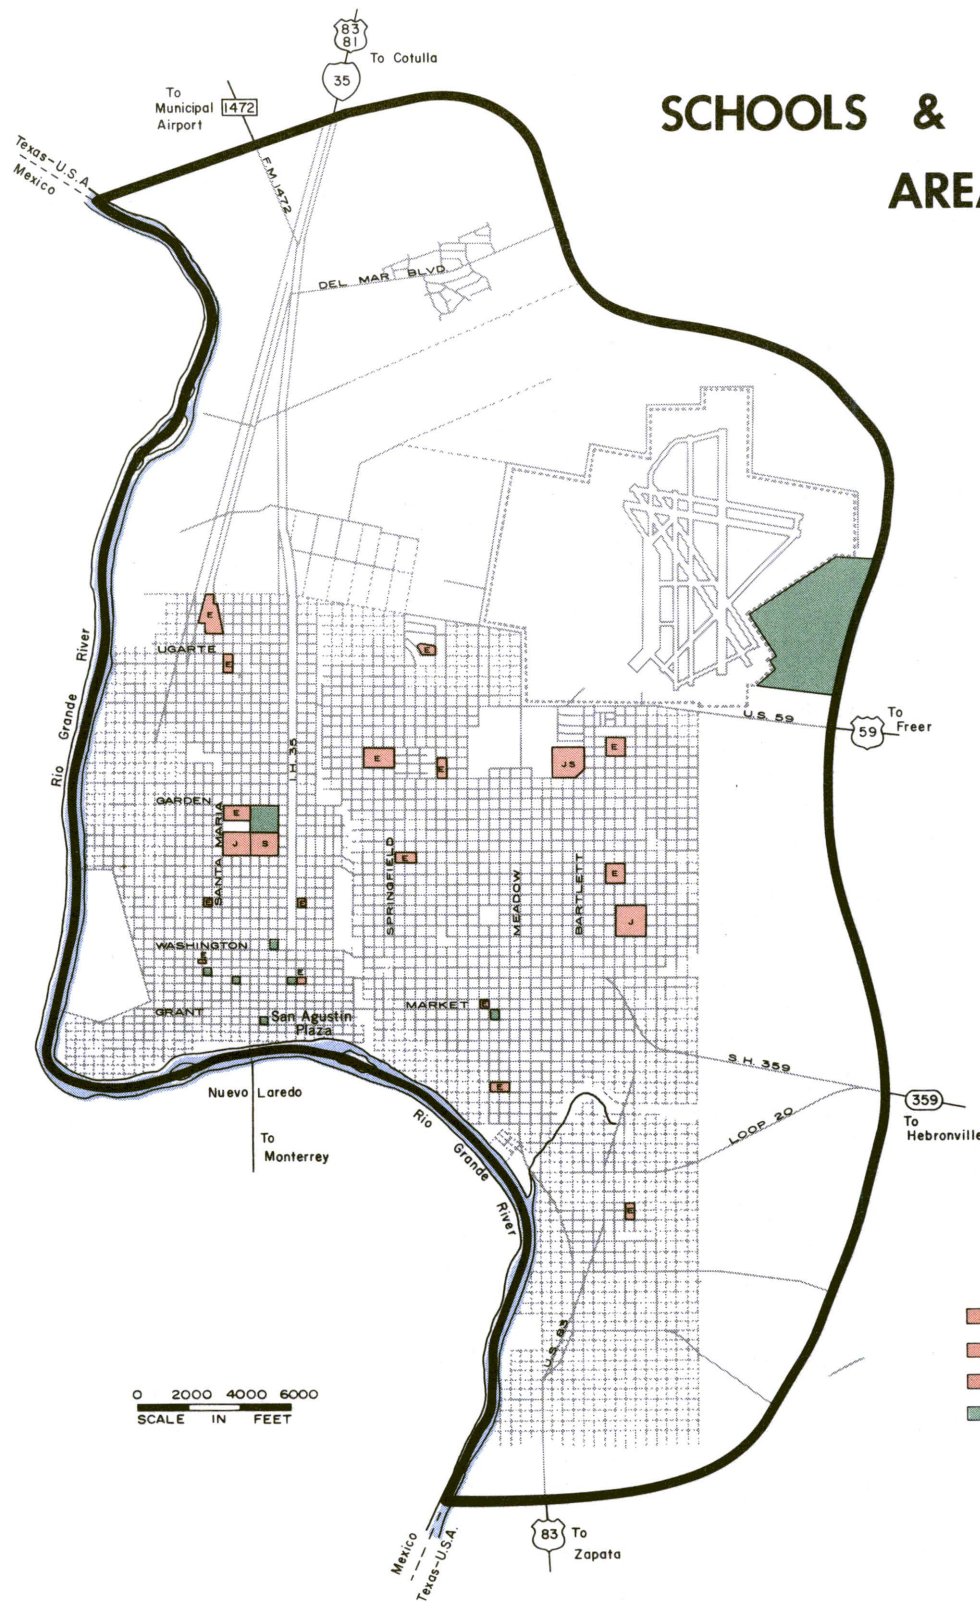 83
81
To Cotulla
35
To
Municipal
Airport
1472
SCHOOLS &
AREA
Texas-U.S.A.
Mexico
F.M. 1472
DEL MAR BLVD.
E
UGARTE
E
E
River
Grande
Rio
U.S. 59
59
To
Freer
I.H. 35
E
E
JS
E
GARDEN
SANTA MARIA
E
J
S
SPRINGFIELD
E
MEADOW
BARTLETT
E
E
E
J
WASHINGTON
E
E
MARKET
E
GRANT
San Agustin
Plaza
S.H. 359
359
To
Hebronville
Nuevo Laredo
To
Monterrey
E
LOOP 20
Rio
Grande
River
E
U.S. 83
0 2000 4000 6000
SCALE IN FEET
Mexico
Texas-U.S.A.
83
To
Zapata